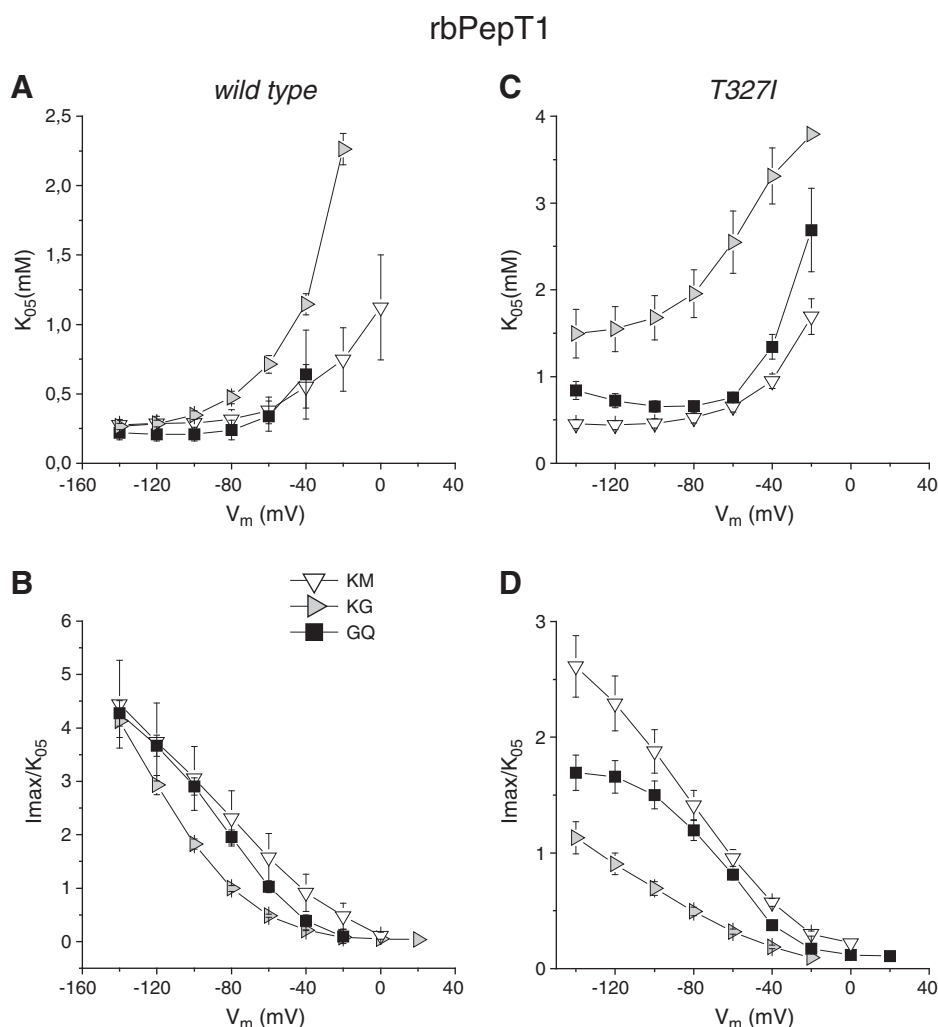 rbPepT1
A
wild type
K05(mM)
2,5
2,0
1,5
1,0
0,5
0,0
-160
-120
-80
-40
0
40
Vm (mV)
C
T327I
K05(mM)
4
3
2
1
0
-120
-80
-40
0
40
Vm (mV)
B
KM
KG
GQ
Imax/K05
6
5
4
3
2
1
0
-160
-120
-80
-40
0
40
Vm (mV)
D
Imax/K05
3
2
1
0
-120
-80
-40
0
40
Vm (mV)